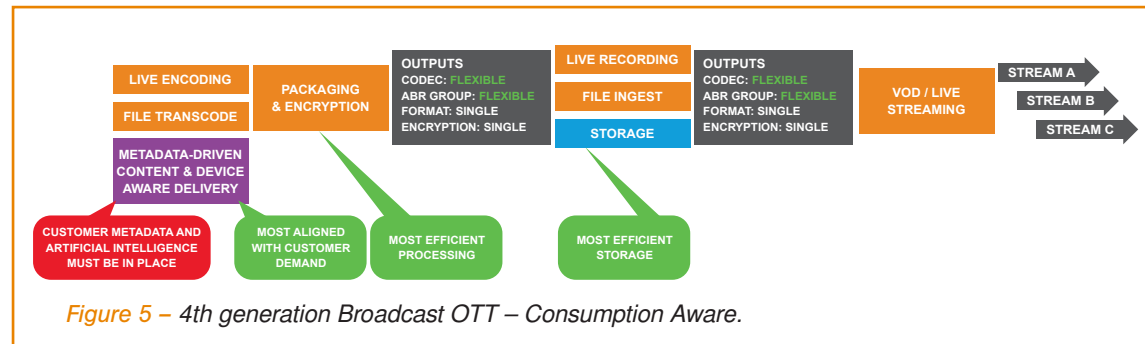 LIVE ENCODING
FILE TRANSCODE
METADATA-DRIVEN
CONTENT & DEVICE
AWARE DELIVERY
PACKAGING
& ENCRYPTION
OUTPUTS
CODEC: FLEXIBLE
ABR GROUP: FLEXIBLE
FORMAT: SINGLE
ENCRYPTION: SINGLE
LIVE RECORDING
FILE INGEST
STORAGE
OUTPUTS
CODEC: FLEXIBLE
ABR GROUP: FLEXIBLE
FORMAT: SINGLE
ENCRYPTION: SINGLE
VOD / LIVE
STREAMING
STREAM A
STREAM B
STREAM C
CUSTOMER METADATA AND
ARTIFICIAL INTELLIGENCE
MUST BE IN PLACE
MOST ALIGNED
WITH CUSTOMER
DEMAND
MOST EFFICIENT
PROCESSING
MOST EFFICIENT
STORAGE
Figure 5 – 4th generation Broadcast OTT – Consumption Aware.